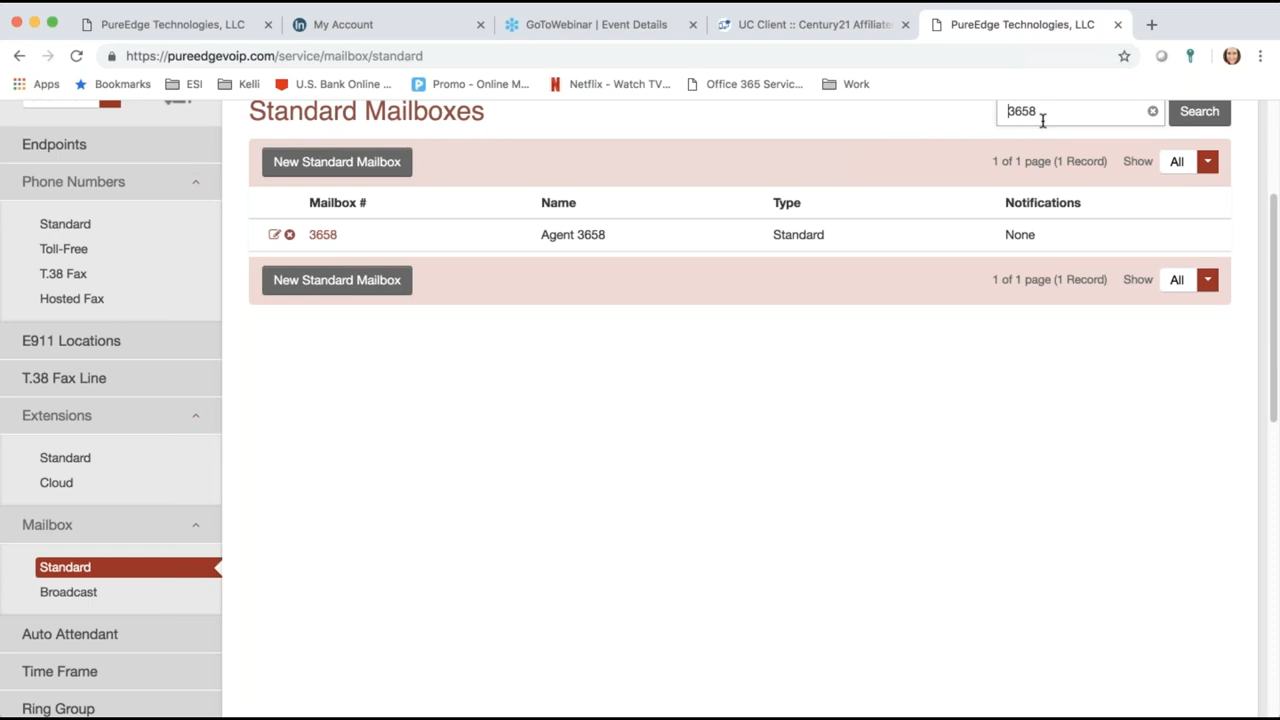 PureEdge Technologies, LLC
My Account
GoToWebinar | Event Details
UC Client :: Century21 Affiliate
PureEdge Technologies, LLC
https://pureedgevoip.com/service/mailbox/standard
Apps
Bookmarks
ESI
Kelli
U.S. Bank Online ...
Promo - Online M...
Netflix - Watch TV...
Office 365 Servic...
Work
Standard Mailboxes
3658
Search
New Standard Mailbox
1 of 1 page (1 Record)
Show
All
Mailbox # Name Type Notifications
3658 Agent 3658 Standard None
New Standard Mailbox
1 of 1 page (1 Record)
Show
All
Endpoints
Phone Numbers
Standard
Toll-Free
T.38 Fax
Hosted Fax
E911 Locations
T.38 Fax Line
Extensions
Standard
Cloud
Mailbox
Standard
Broadcast
Auto Attendant
Time Frame
Ring Group